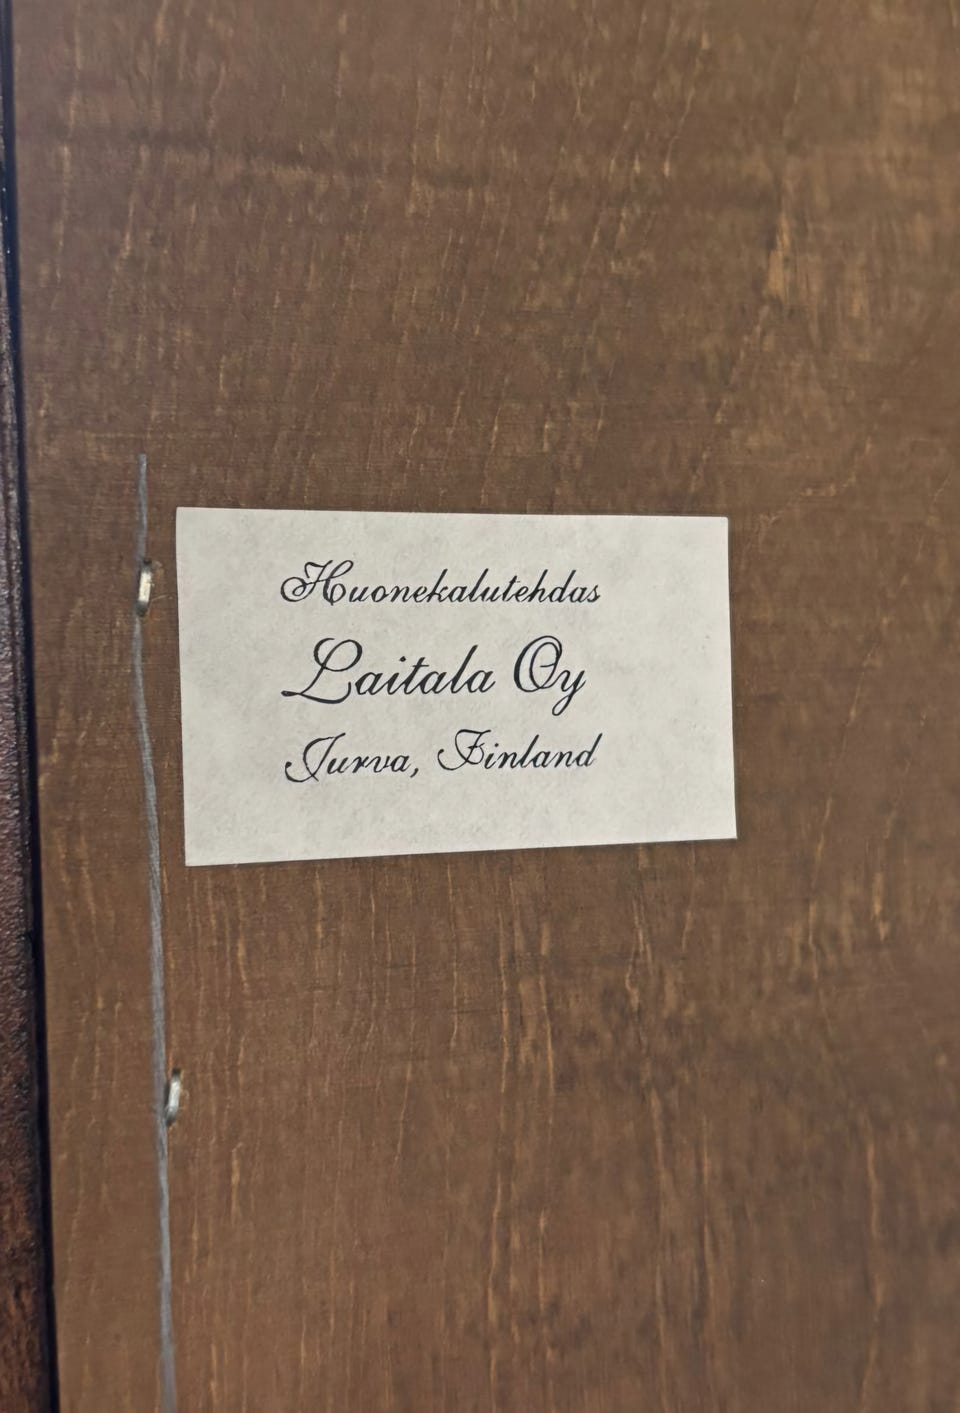 Huonekalutehdas
Laitala Oy
Jurva, Finland